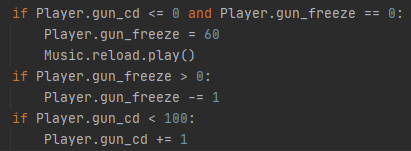 if Player.gun_cd <= 0 and Player.gun_freeze == 0:
    Player.gun_freeze = 60
    Music.reload.play()
if Player.gun_freeze > 0:
    Player.gun_freeze -= 1
if Player.gun_cd < 100:
    Player.gun_cd += 1